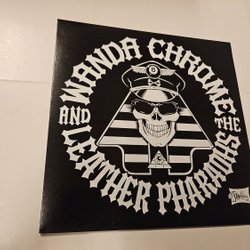 WANDA CHROME
AND THE
LEATHER PHARAOHS